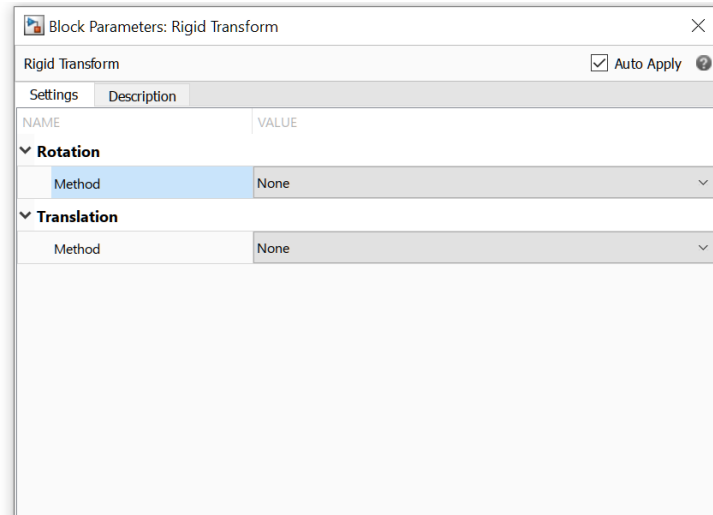 Block Parameters: Rigid Transform
Rigid Transform
Auto Apply
Settings Description
NAME VALUE
Rotation
Method None
Translation
Method None